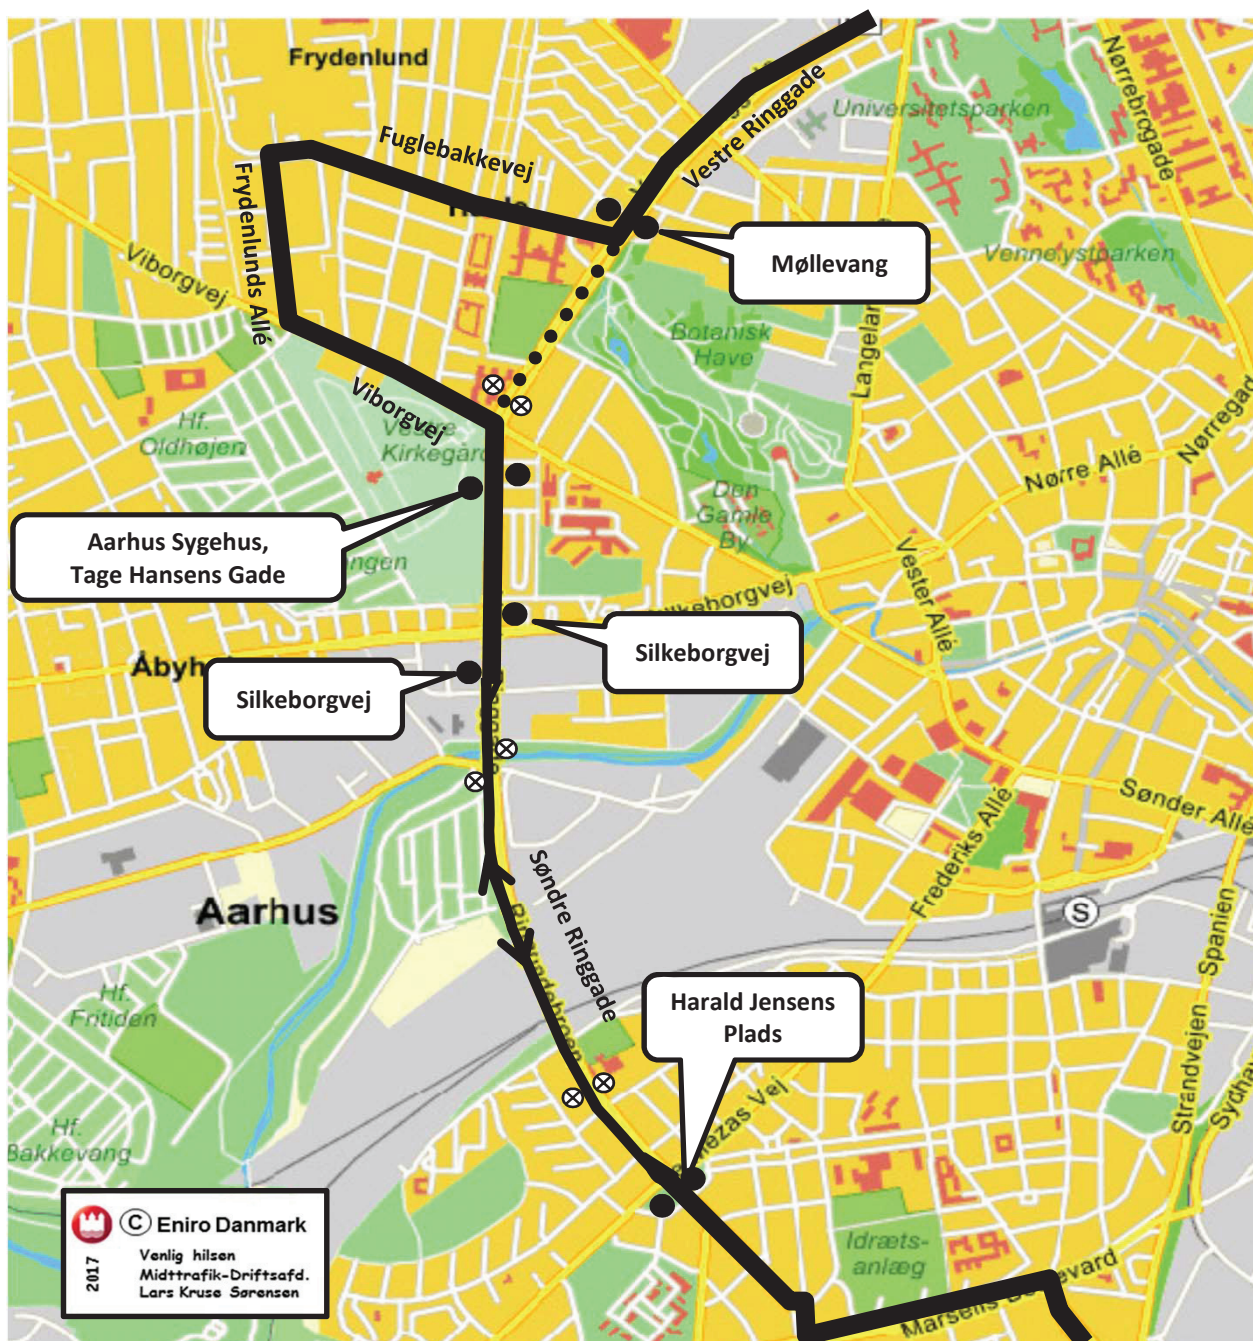 Frydenlund
Fuglebakkevej
Vestre Ringgade
Universitetsparken
Nørrebrogade
Frydenlunds Allé
Viborgvej
Møllevang
Vennelystparken
Botanisk
Have
Langelan
Hf.
Oldhøjen
Viborgvej
Kirkegård
Nørregad
Nørre Allé
Den
Gamle
By
Aarhus Sygehus,
Tage Hansens Gade
Silkeborgvej
Vester Allé
Silkeborgvej
Silkeborgvej
Sønder Allé
Frederiks Allé
Aarhus
Søndre Ringgade
S
Spanien
Hf.
Fritiden
Harald Jensens
Plads
Strandvejen
Hf.
Bakkevang
Idræts-
anlæg
C Eniro Danmark
2017
Venlig hilsen
Midttrafik-Driftsafd.
Lars Kruse Sørensen